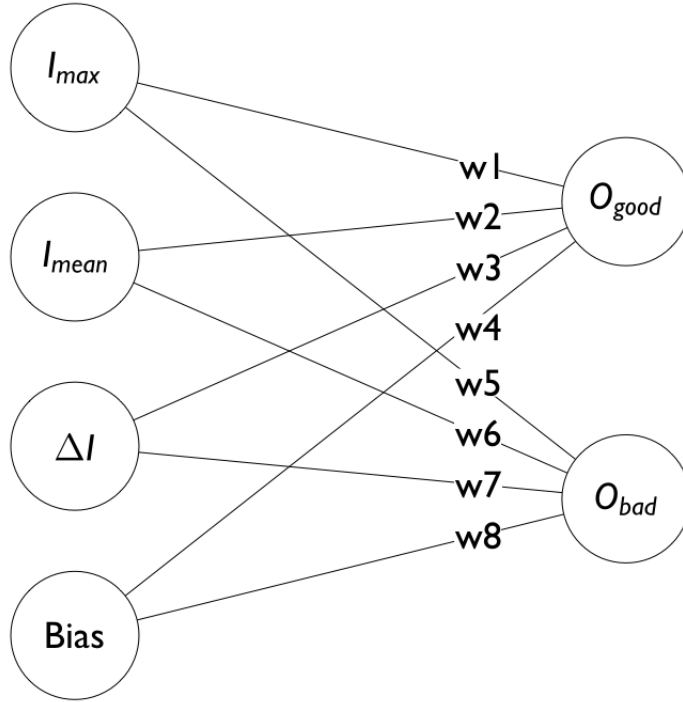 I_max
I_mean
ΔI
Bias
w1
w2
w3
w4
w5
w6
w7
w8
O_good
O_bad